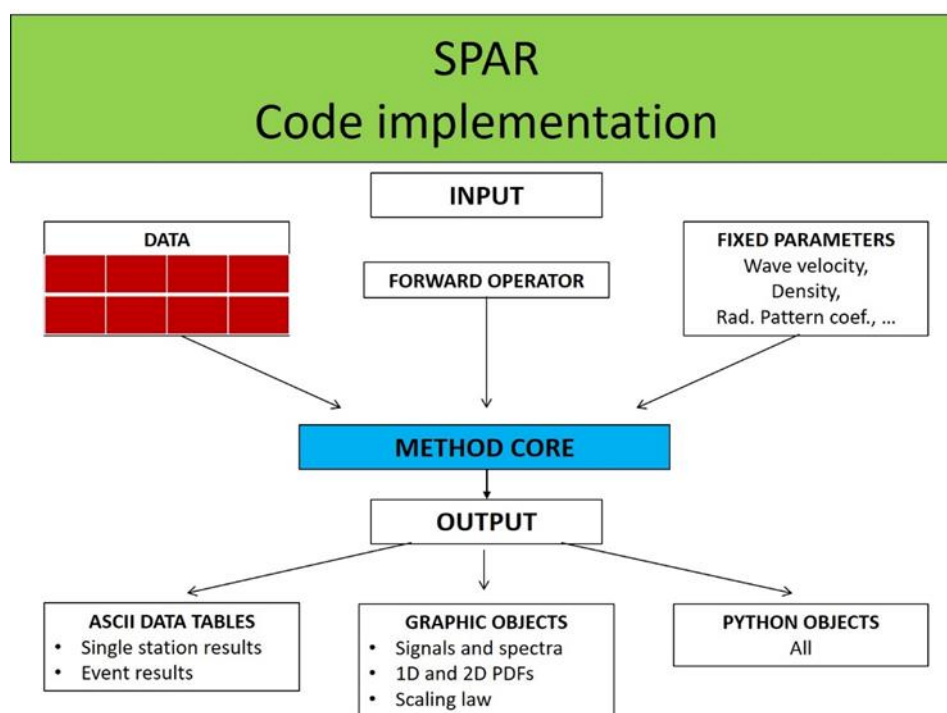 SPAR
Code implementation
INPUT
DATA
FORWARD OPERATOR
FIXED PARAMETERS
Wave velocity,
Density,
Rad. Pattern coef., ...
METHOD CORE
OUTPUT
ASCII DATA TABLES
• Single station results
• Event results
GRAPHIC OBJECTS
• Signals and spectra
• 1D and 2D PDFs
• Scaling law
PYTHON OBJECTS
All